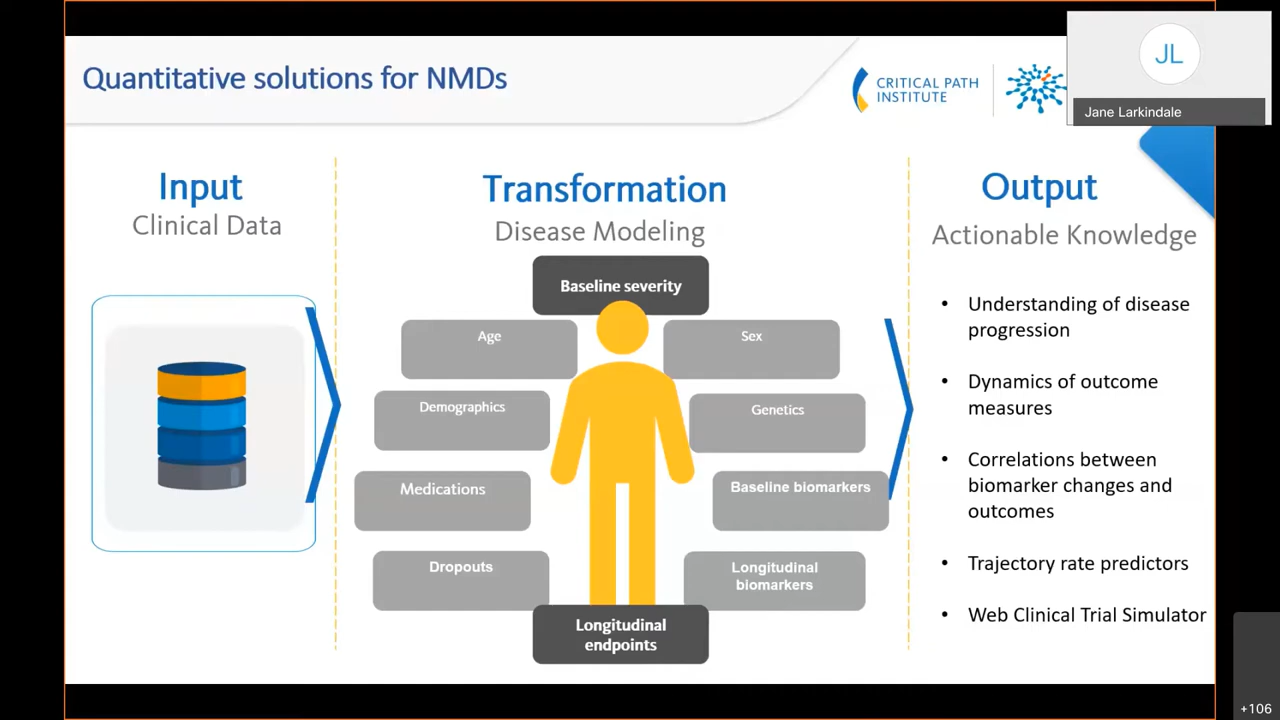 Quantitative solutions for NMDs
CRITICAL PATH
INSTITUTE
JL
Jane Larkindale
Input
Clinical Data
Transformation
Disease Modeling
Baseline severity
Age
Sex
Demographics
Genetics
Medications
Baseline biomarkers
Dropouts
Longitudinal
biomarkers
Longitudinal
endpoints
Output
Actionable Knowledge
• Understanding of disease
progression
• Dynamics of outcome
measures
• Correlations between
biomarker changes and
outcomes
• Trajectory rate predictors
• Web Clinical Trial Simulator
+106